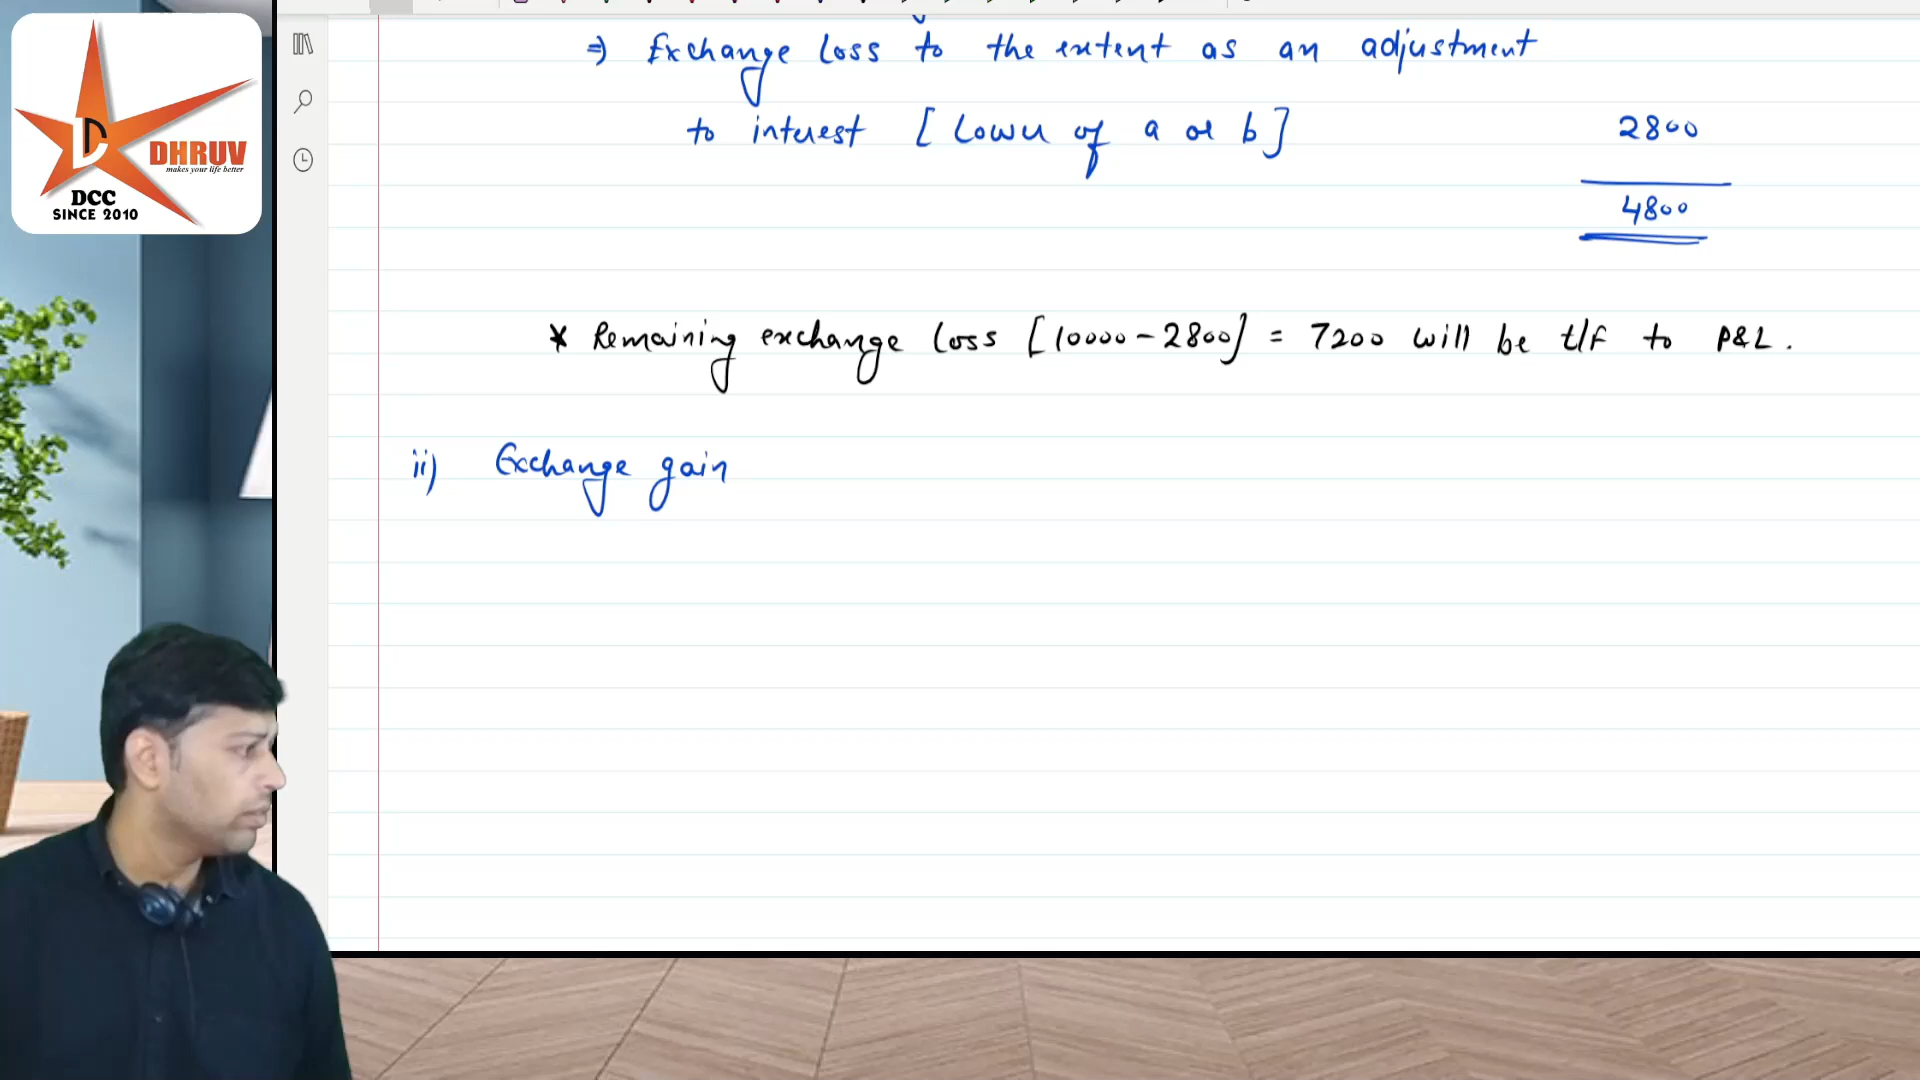 DHRUV
makes your life better
DCC
SINCE 2010
⇒ Exchange Loss to the extent as an adjustment
to interest [Lower of a or b] 2800
4800
* Remaining exchange loss [10000 - 2800] = 7200 will be t/f to P&L.
ii) Exchange gain